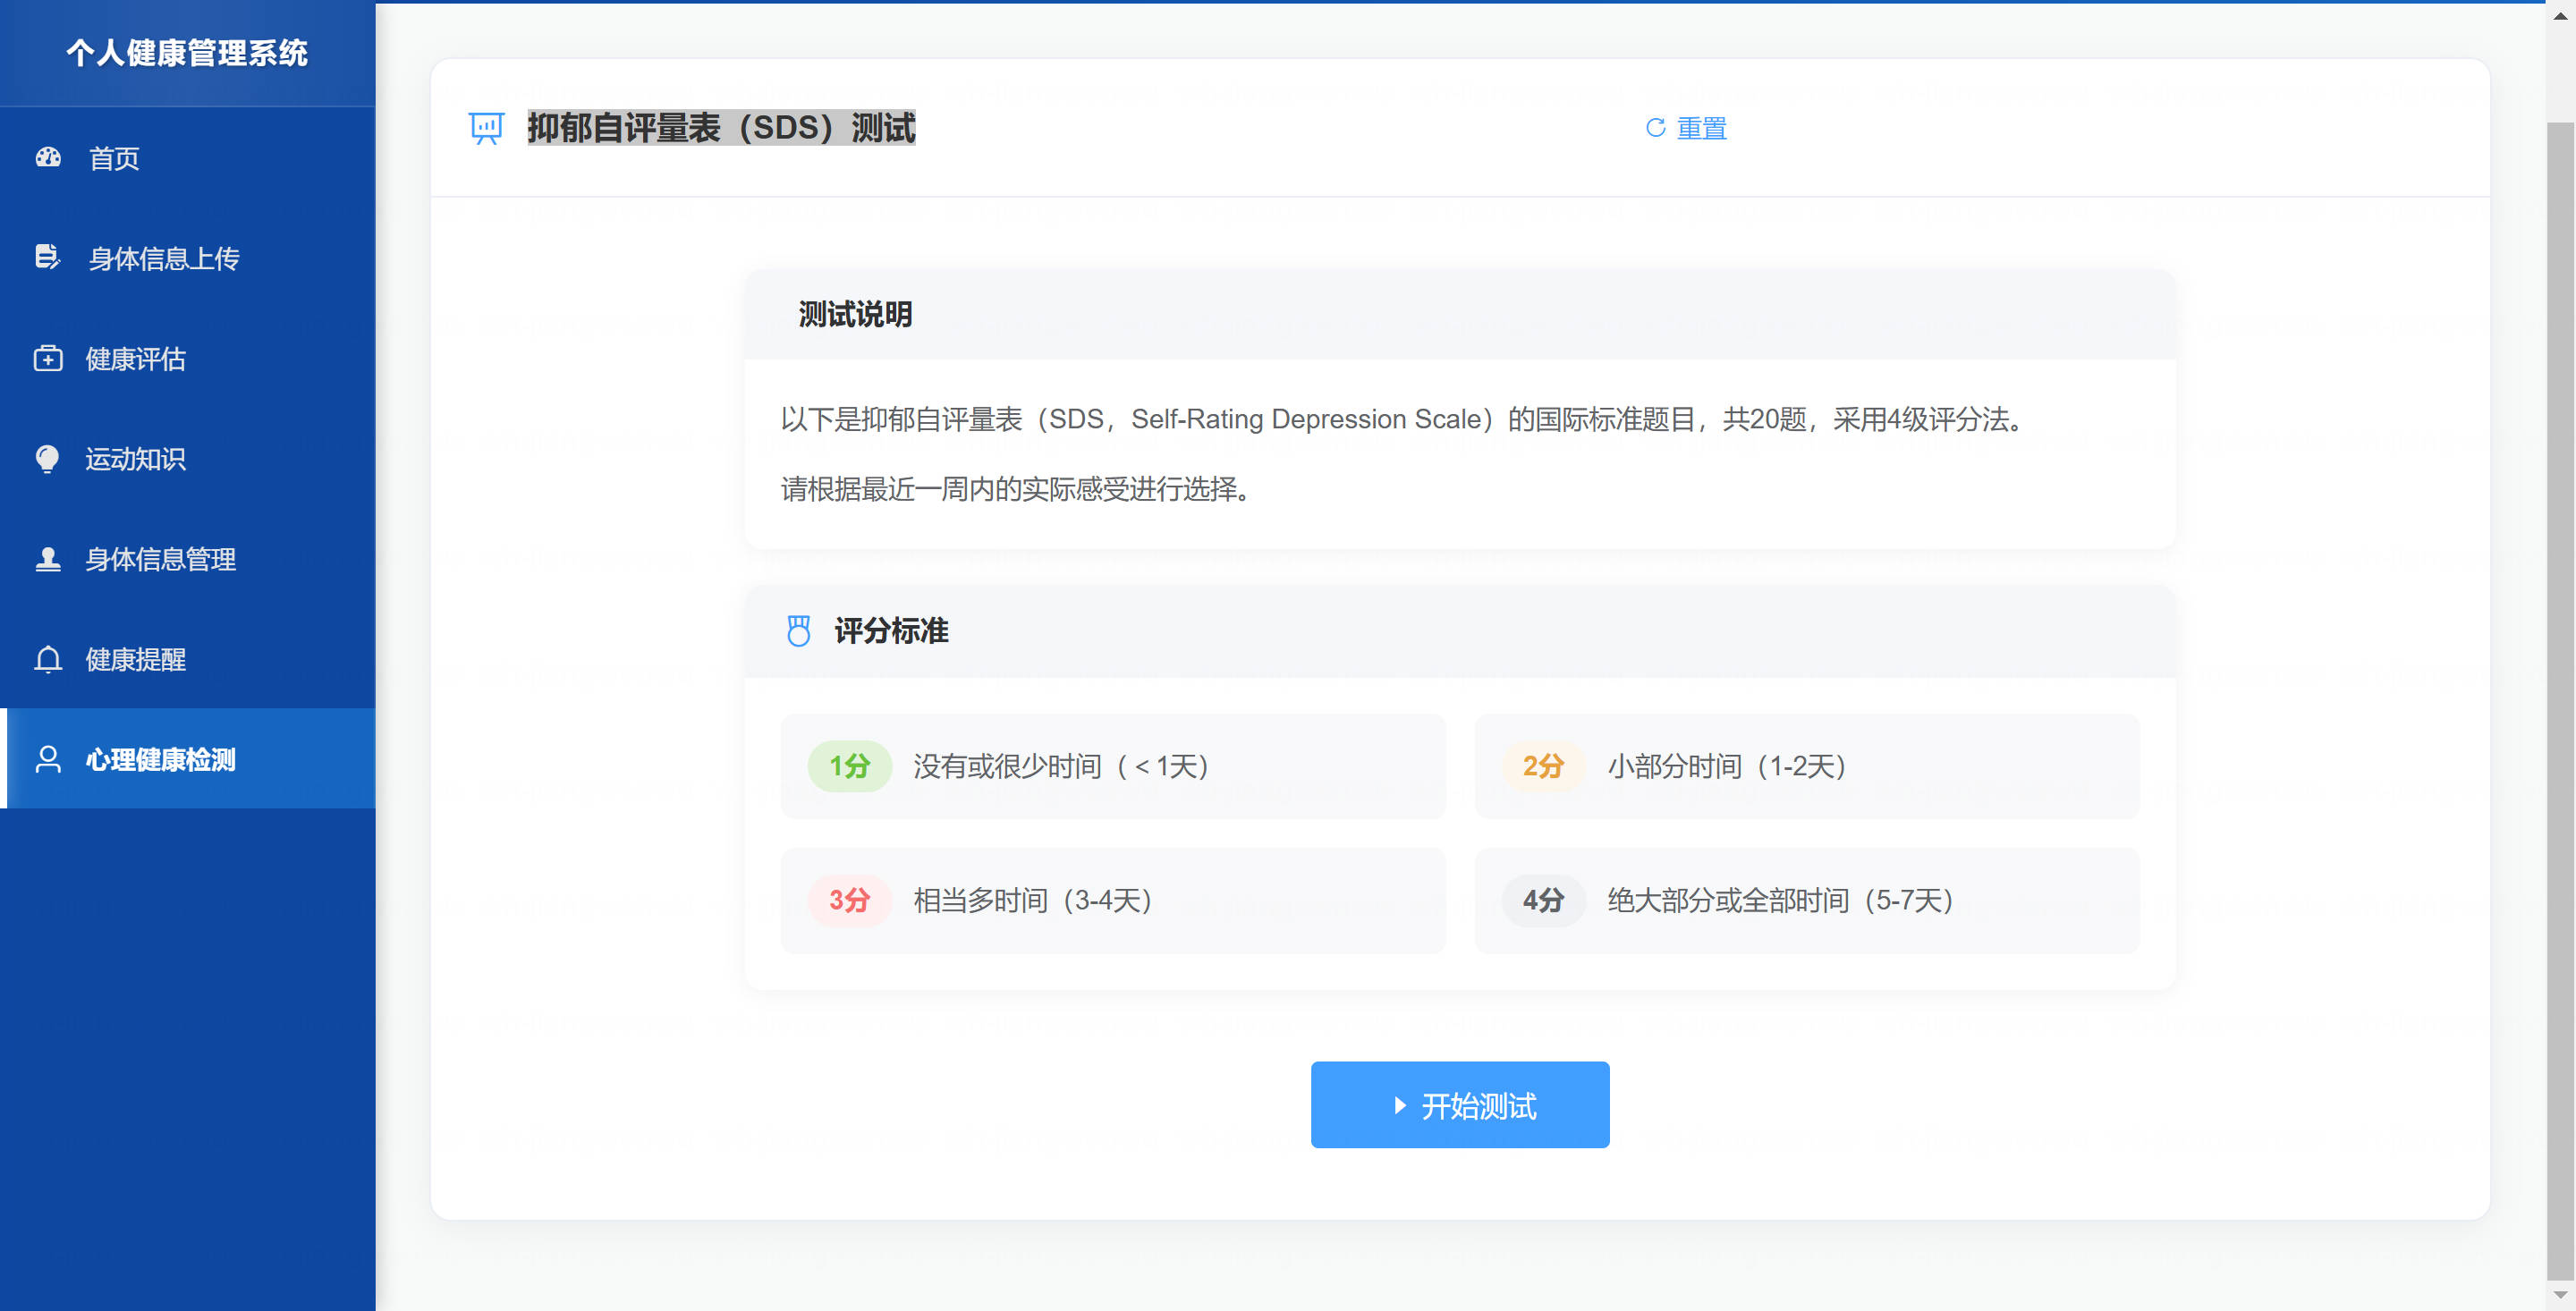 个人健康管理系统
首页
身体信息上传
健康评估
运动知识
身体信息管理
健康提醒
心理健康检测
抑郁自评量表（SDS）测试
重置
测试说明
以下是抑郁自评量表（SDS，Self-Rating Depression Scale）的国际标准题目，共20题，采用4级评分法。
请根据最近一周内的实际感受进行选择。
评分标准
1分 没有或很少时间（＜1天）
2分 小部分时间（1-2天）
3分 相当多时间（3-4天）
4分 绝大部分或全部时间（5-7天）
开始测试